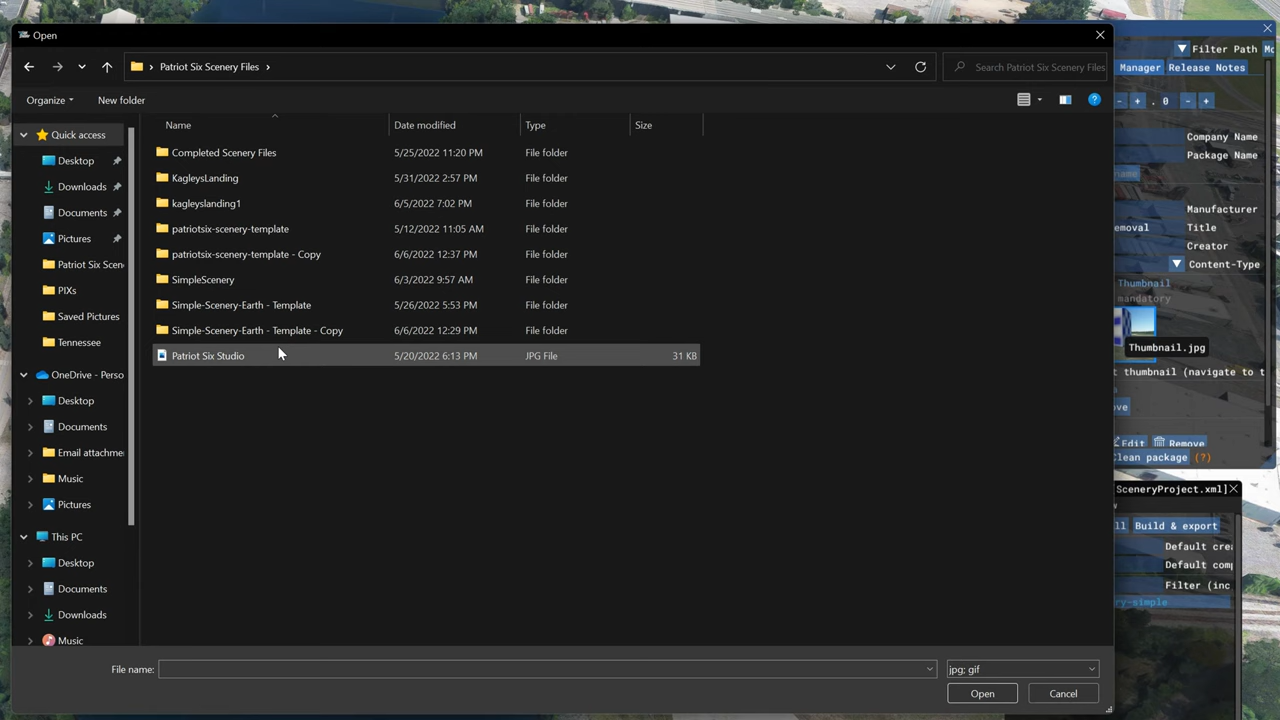 Open
Patriot Six Scenery Files
Search Patriot Six Scenery Files
Organize
New folder
Name
Date modified
Type
Size
Quick access
Desktop
Downloads
Documents
Pictures
Patriot Six Scen
PIXs
Saved Pictures
Tennessee
OneDrive - Perso
Desktop
Documents
Email attachme
Music
Pictures
This PC
Desktop
Documents
Downloads
Music
Completed Scenery Files 5/25/2022 11:20 PM File folder
KagleysLanding 5/31/2022 2:57 PM File folder
kagleyslanding1 6/5/2022 7:02 PM File folder
patriotsix-scenery-template 5/12/2022 11:05 AM File folder
patriotsix-scenery-template - Copy 6/6/2022 12:37 PM File folder
SimpleScenery 6/3/2022 9:57 AM File folder
Simple-Scenery-Earth - Template 5/26/2022 5:53 PM File folder
Simple-Scenery-Earth - Template - Copy 6/6/2022 12:29 PM File folder
Patriot Six Studio 5/20/2022 6:13 PM JPG File 31 KB
File name:
jpg; gif
Open
Cancel
Filter Path
Manager Release Notes
- + . 0 - +
Company Name
Package Name
Manufacturer
emoval Title
Creator
Content-Type
Thumbnail
mandatory
Thumbnail.jpg
t thumbnail (navigate to t
ve
Edit Remove
Clean package (?)
SceneryProject.xml]
w
ll Build & export
Default crea
Default comp
Filter (inc
ry-simple